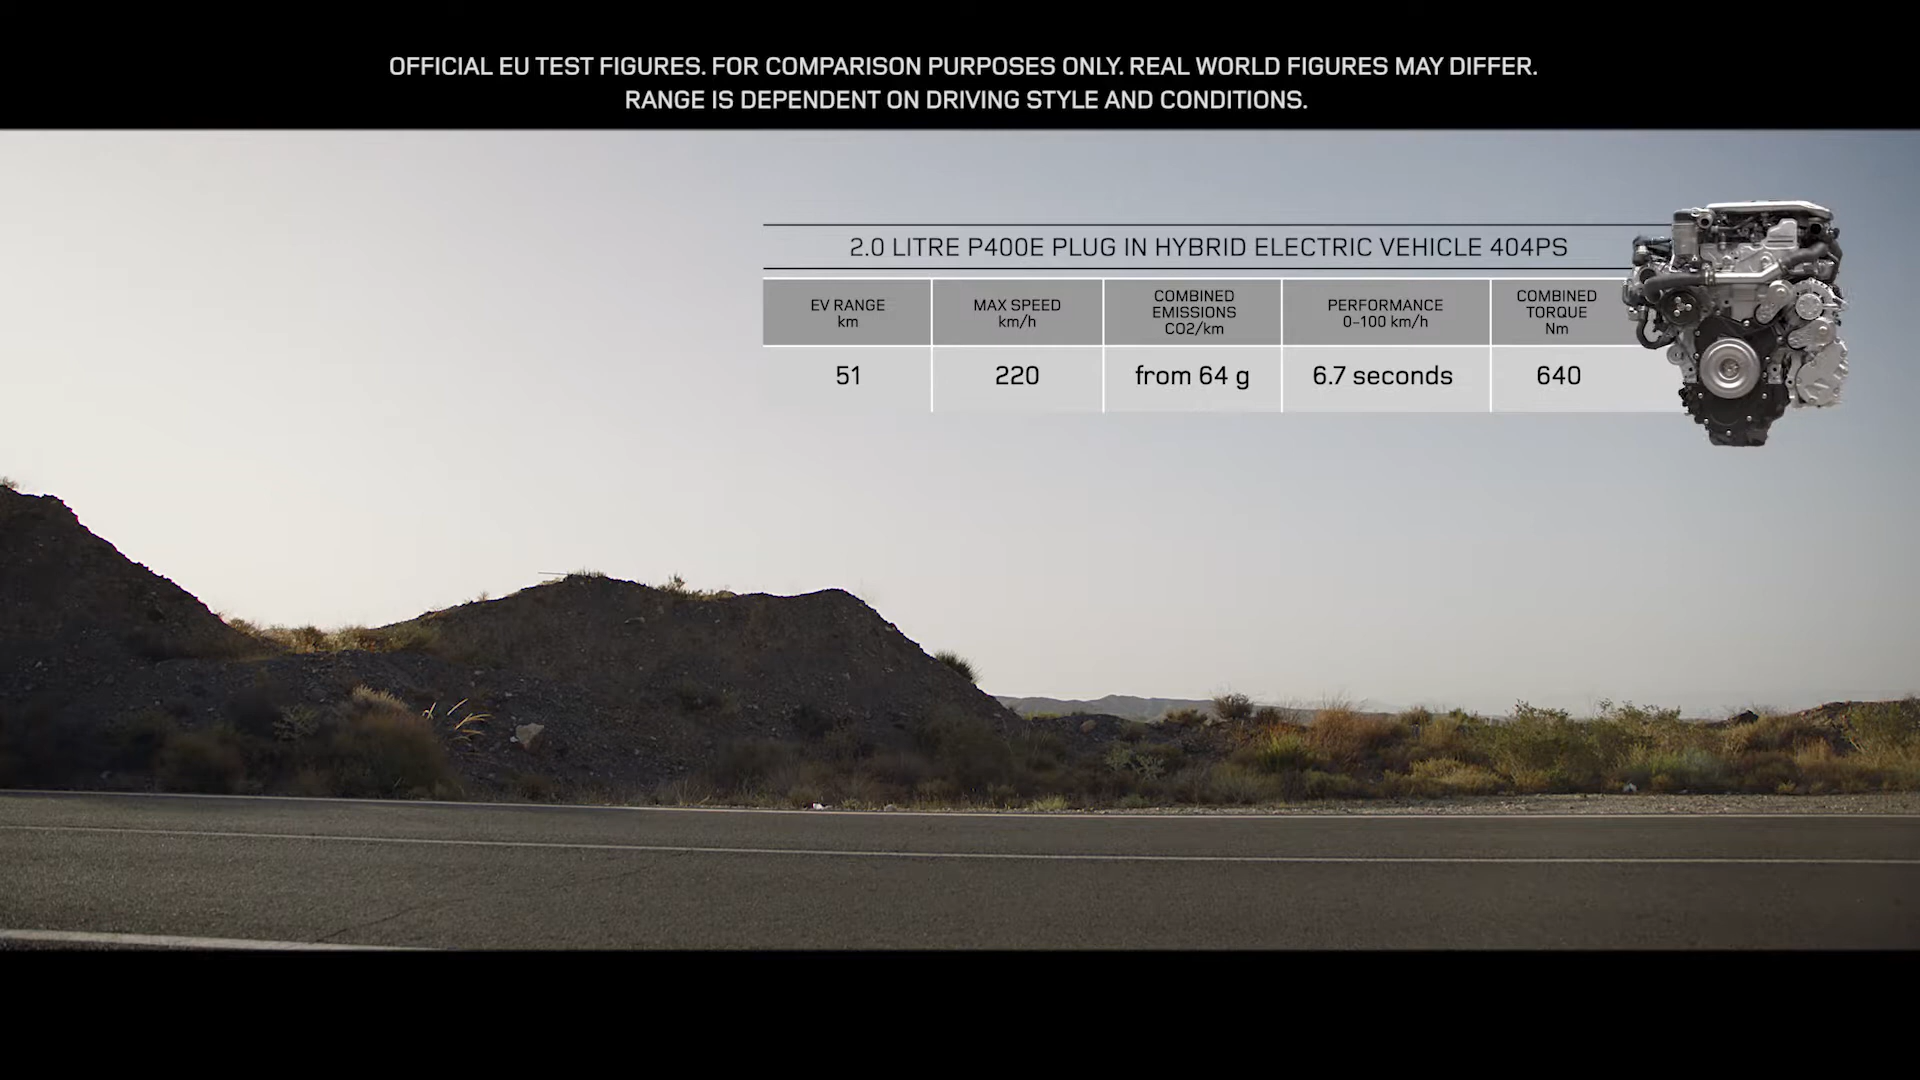 OFFICIAL EU TEST FIGURES. FOR COMPARISON PURPOSES ONLY. REAL WORLD FIGURES MAY DIFFER.
RANGE IS DEPENDENT ON DRIVING STYLE AND CONDITIONS.
2.0 LITRE P400E PLUG IN HYBRID ELECTRIC VEHICLE 404PS
EV RANGE
km
MAX SPEED
km/h
COMBINED
EMISSIONS
CO2/km
PERFORMANCE
0–100 km/h
COMBINED
TORQUE
Nm
51
220
from 64 g
6.7 seconds
640